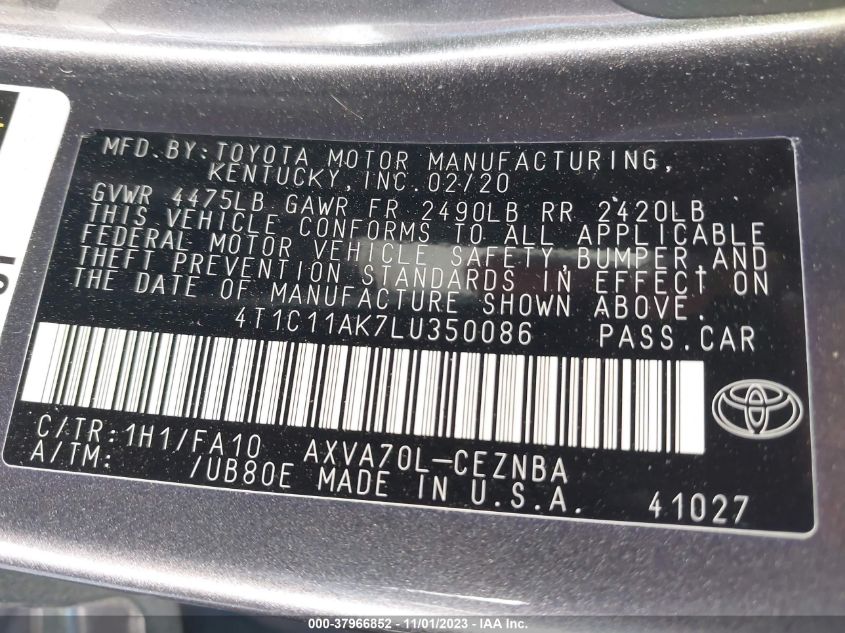 MFD.BY:TOYOTA MOTOR MANUFACTURING,
KENTUCKY,INC.02/20
GVWR 4475LB GAWR FR 2490LB RR 2420LB
THIS VEHICLE CONFORMS TO ALL APPLICABLE
FEDERAL MOTOR VEHICLE SAFETY,BUMPER,AND
THEFT PREVENTION STANDARDS IN EFFECT ON
THE DATE OF MANUFACTURE SHOWN ABOVE.
4T1C11AK7LU350086 PASS.CAR
C/TR:1H1/FA10 AXVA70L-CEZNBA
A/TM: /UB80E MADE IN U.S.A. 41027
000-37966852 - 11/01/2023 - IAA Inc.